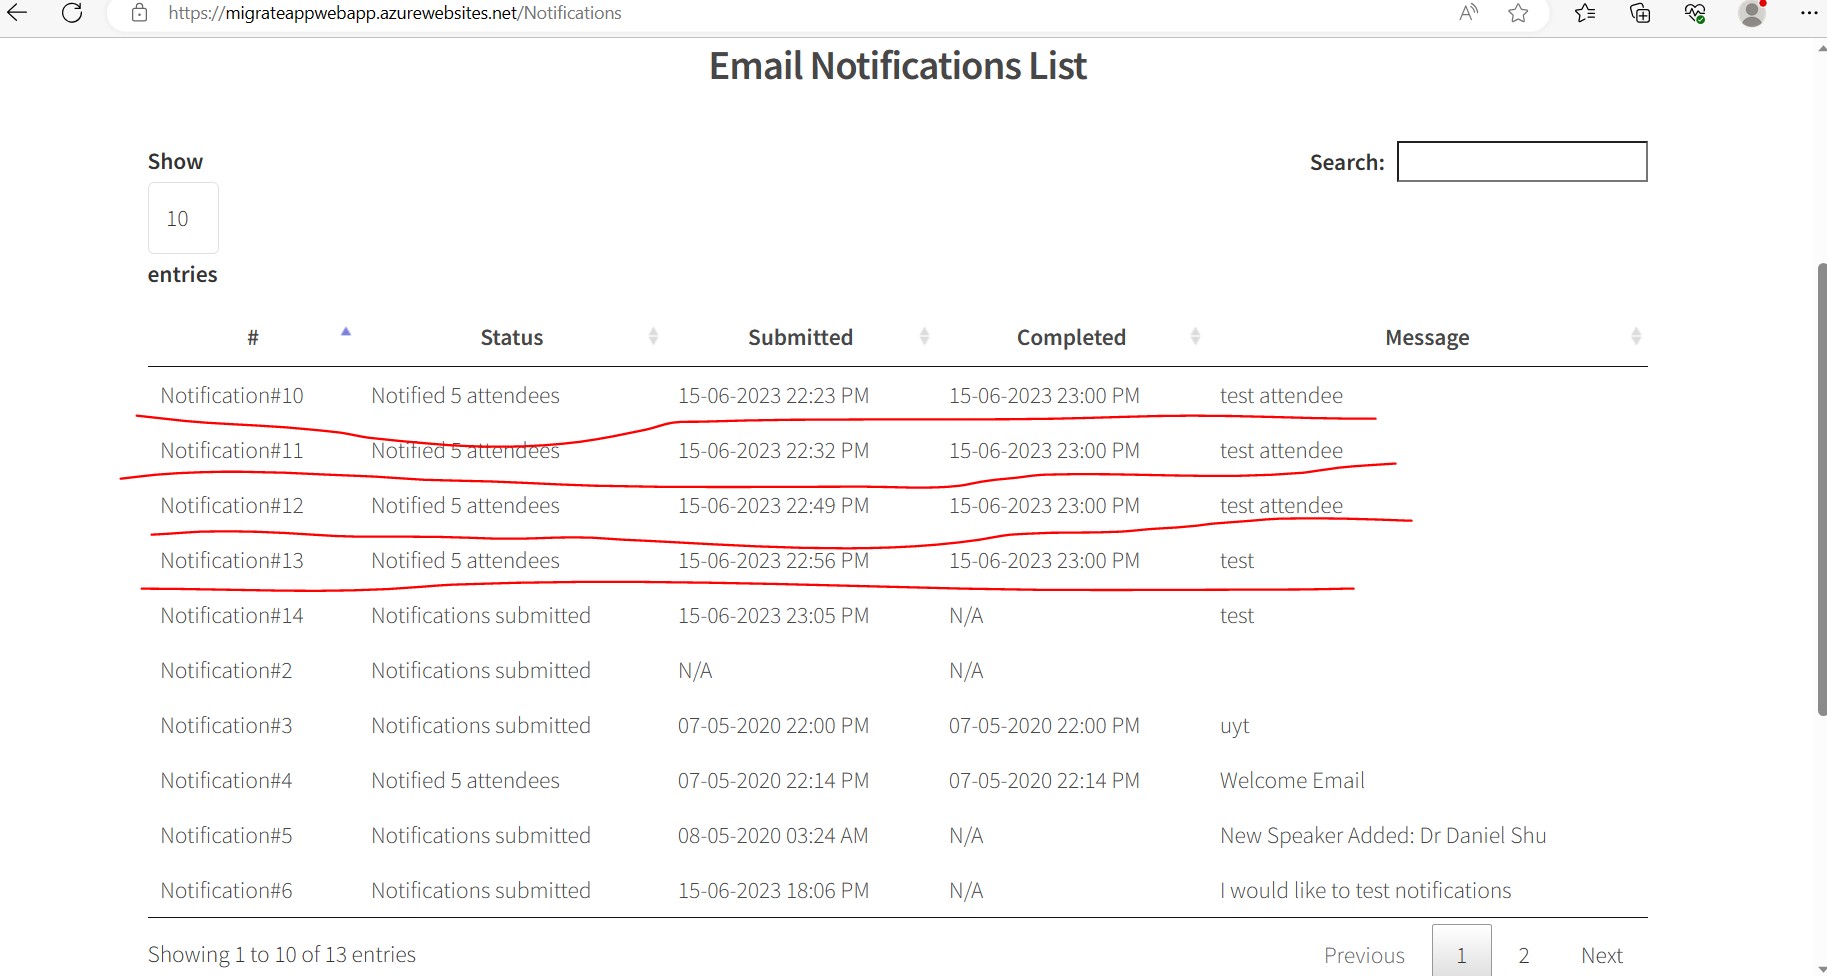 https://migrateappwebapp.azurewebsites.net/Notifications
Email Notifications List
Show
Search:
10
entries
# Status Submitted Completed Message
Notification#10 Notified 5 attendees 15-06-2023 22:23 PM 15-06-2023 23:00 PM test attendee
Notification#11 Notified 5 attendees 15-06-2023 22:32 PM 15-06-2023 23:00 PM test attendee
Notification#12 Notified 5 attendees 15-06-2023 22:49 PM 15-06-2023 23:00 PM test attendee
Notification#13 Notified 5 attendees 15-06-2023 22:56 PM 15-06-2023 23:00 PM test
Notification#14 Notifications submitted 15-06-2023 23:05 PM N/A test
Notification#2 Notifications submitted N/A N/A
Notification#3 Notifications submitted 07-05-2020 22:00 PM 07-05-2020 22:00 PM uyt
Notification#4 Notified 5 attendees 07-05-2020 22:14 PM 07-05-2020 22:14 PM Welcome Email
Notification#5 Notifications submitted 08-05-2020 03:24 AM N/A New Speaker Added: Dr Daniel Shu
Notification#6 Notifications submitted 15-06-2023 18:06 PM N/A I would like to test notifications
Showing 1 to 10 of 13 entries Previous 1 2 Next